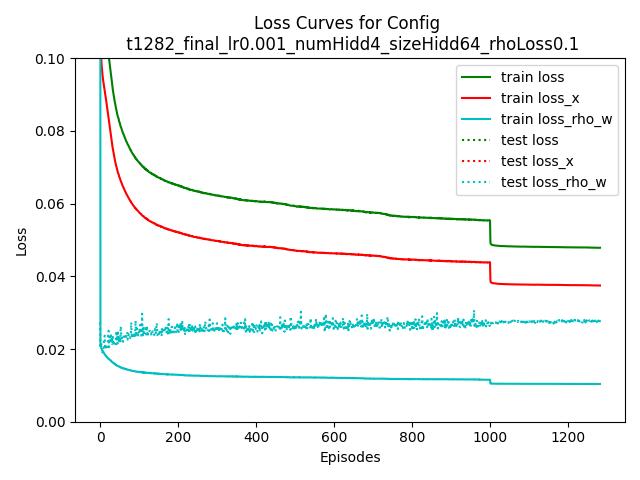 Loss Curves for Config
t1282_final_lr0.001_numHidd4_sizeHidd64_rhoLoss0.1
0.10
0.08
0.06
0.04
0.02
0.00
Loss
train loss
train loss_x
train loss_rho_w
test loss
test loss_x
test loss_rho_w
0 200 400 600 800 1000 1200
Episodes